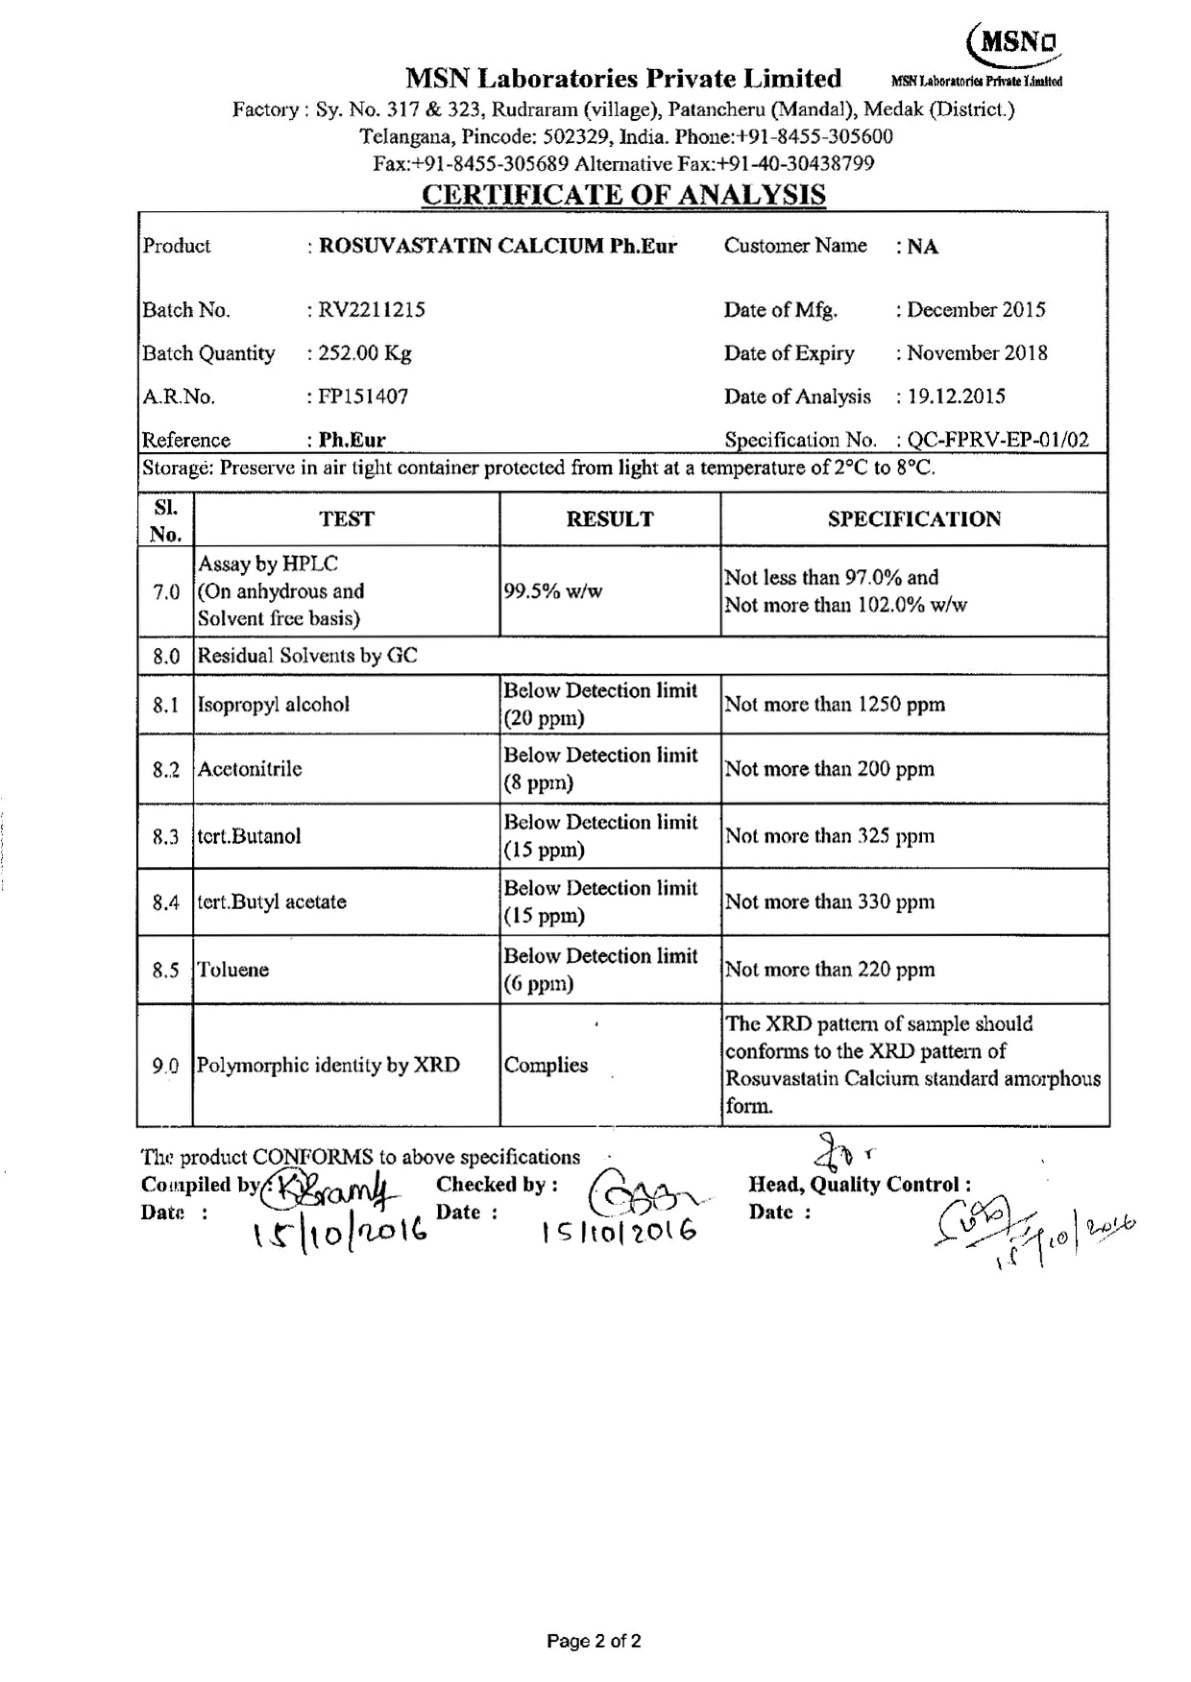 MSN
MSN Laboratories Private Limited
MSN Laboratories Private Limited
Factory : Sy. No. 317 & 323, Rudraram (village), Patancheru (Mandal), Medak (District.)
Telangana, Pincode: 502329, India. Phone:+91-8455-305600
Fax:+91-8455-305689 Alternative Fax:+91-40-30438799
CERTIFICATE OF ANALYSIS
Product : ROSUVASTATIN CALCIUM Ph.Eur Customer Name : NA
Batch No. : RV2211215 Date of Mfg. : December 2015
Batch Quantity : 252.00 Kg Date of Expiry : November 2018
A.R.No. : FP151407 Date of Analysis : 19.12.2015
Reference : Ph.Eur Specification No. : QC-FPRV-EP-01/02
Storage: Preserve in air tight container protected from light at a temperature of 2°C to 8°C.
Sl. No. TEST RESULT SPECIFICATION
7.0 Assay by HPLC
(On anhydrous and
Solvent free basis)
99.5% w/w
Not less than 97.0% and
Not more than 102.0% w/w
8.0 Residual Solvents by GC
8.1 Isopropyl alcohol
Below Detection limit
(20 ppm)
Not more than 1250 ppm
8.2 Acetonitrile
Below Detection limit
(8 ppm)
Not more than 200 ppm
8.3 tert.Butanol
Below Detection limit
(15 ppm)
Not more than 325 ppm
8.4 tert.Butyl acetate
Below Detection limit
(15 ppm)
Not more than 330 ppm
8.5 Toluene
Below Detection limit
(6 ppm)
Not more than 220 ppm
9.0 Polymorphic identity by XRD
Complies
The XRD pattern of sample should
conforms to the XRD pattern of
Rosuvastatin Calcium standard amorphous
form.
The product CONFORMS to above specifications
Compiled by : Checked by : Head, Quality Control :
Date : 15/10/2016 Date : 15/10/2016 Date : 15/10/2016
Page 2 of 2